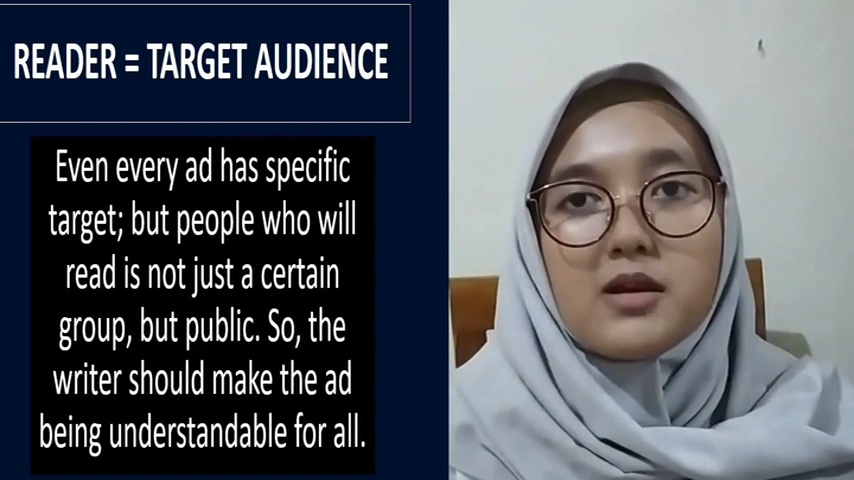 READER = TARGET AUDIENCE
Even every ad has specific
target; but people who will
read is not just a certain
group, but public. So, the
writer should make the ad
being understandable for all.